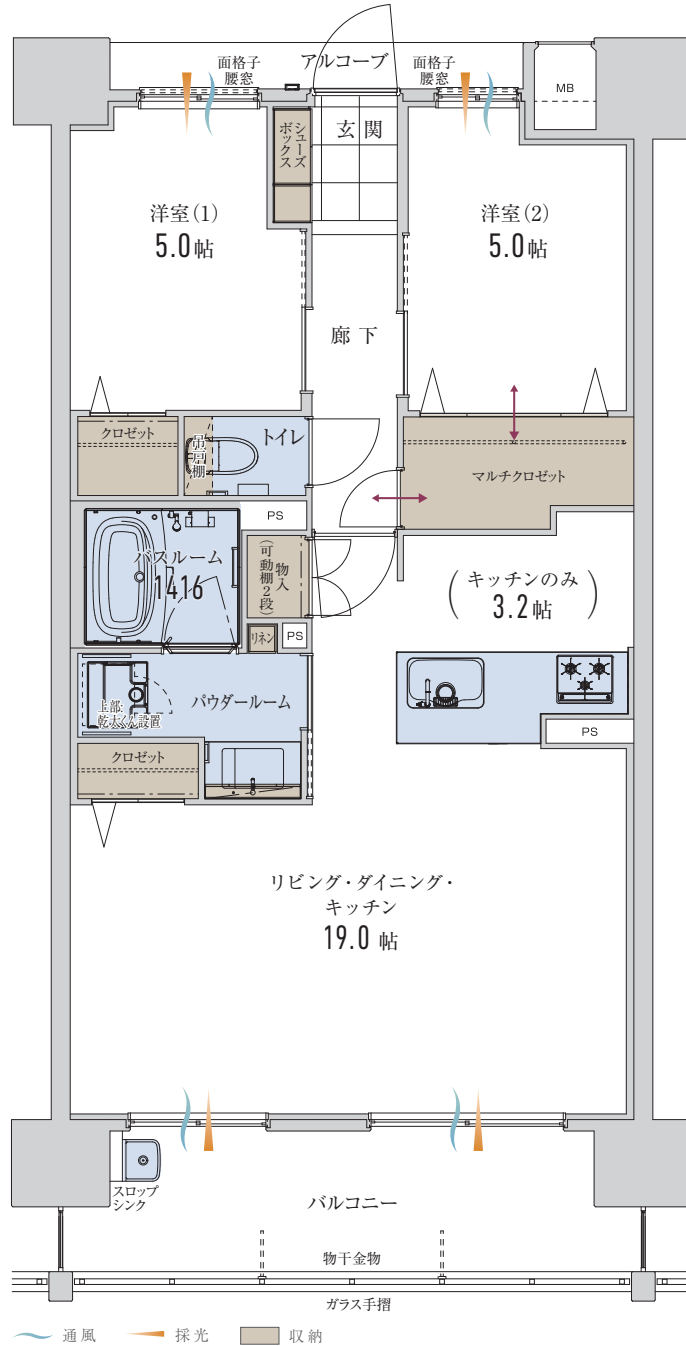 面格子
腰窓
アルコーブ
面格子
腰窓
MB
シューズ
ボックス
玄関
洋室(1)
5.0帖
洋室(2)
5.0帖
廊下
クロゼット
吊戸棚
トイレ
マルチクロゼット
PS
バスルーム
1416
物入
(可動棚2段)
(キッチンのみ)
3.2帖
リネン
PS
パウダールーム
上部:
乾太くん設置
PS
クロゼット
リビング・ダイニング・
キッチン
19.0 帖
スロップ
シンク
バルコニー
物干金物
ガラス手摺
通風
採光
収納